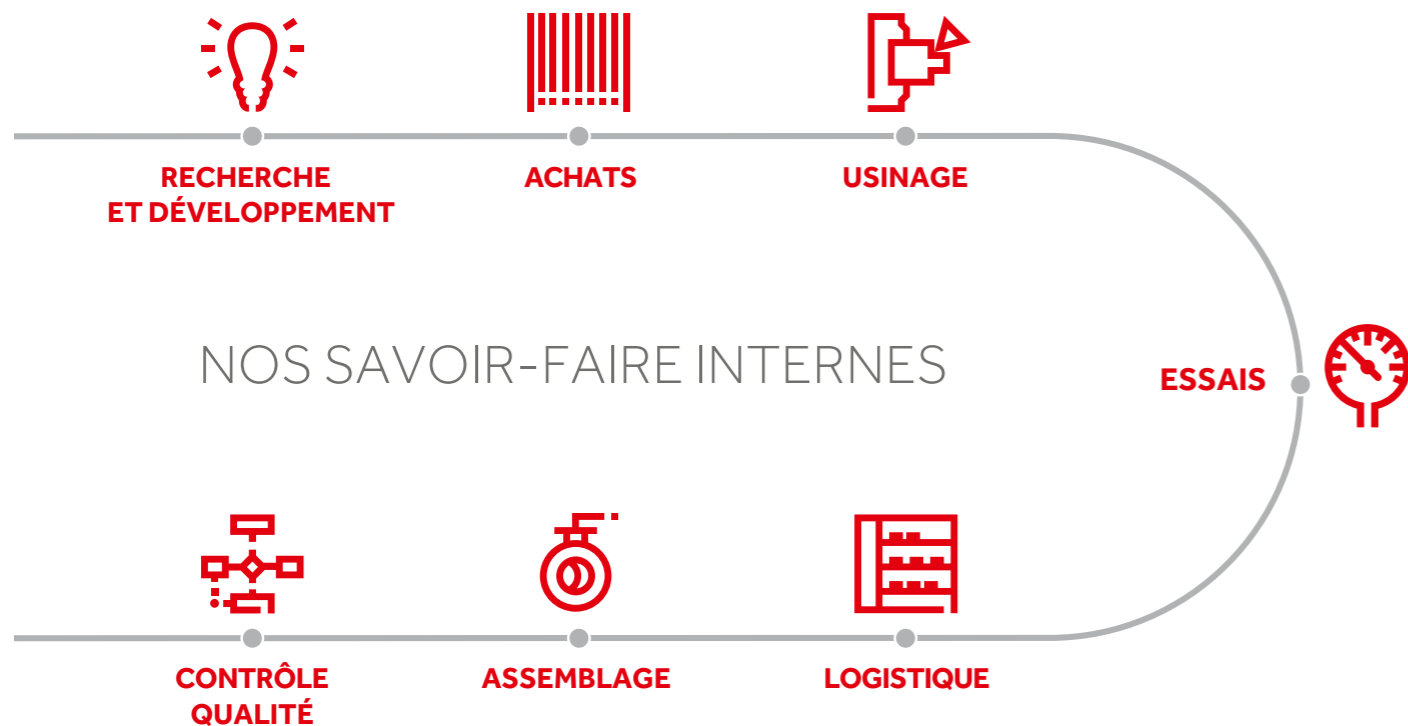 RECHERCHE
ET DÉVELOPPEMENT
ACHATS
USINAGE
NOS SAVOIR-FAIRE INTERNES
ESSAIS
CONTRÔLE
QUALITÉ
ASSEMBLAGE
LOGISTIQUE